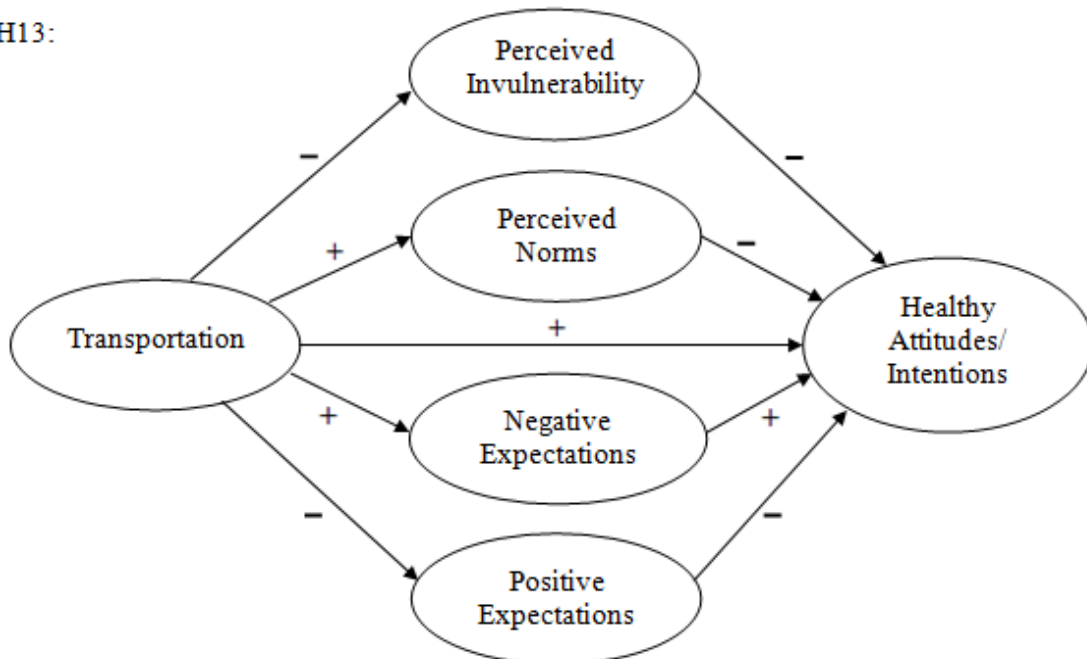 H13:
Perceived
Invulnerability
−
−
Perceived
Norms
+
−
Transportation
+
Healthy
Attitudes/
Intentions
+
Negative
Expectations
+
−
−
Positive
Expectations